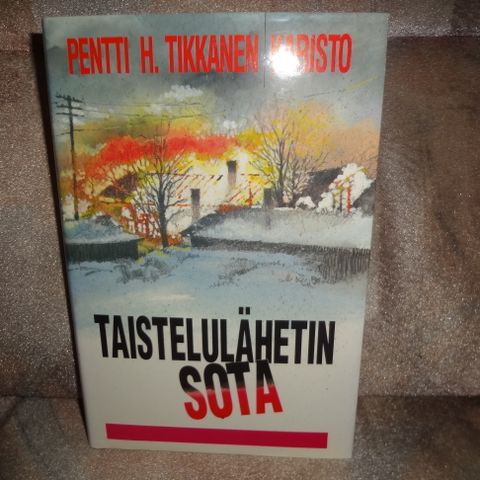 PENTTI H. TIKKANEN KARISTO
TAISTELULÄHETIN
SOTA